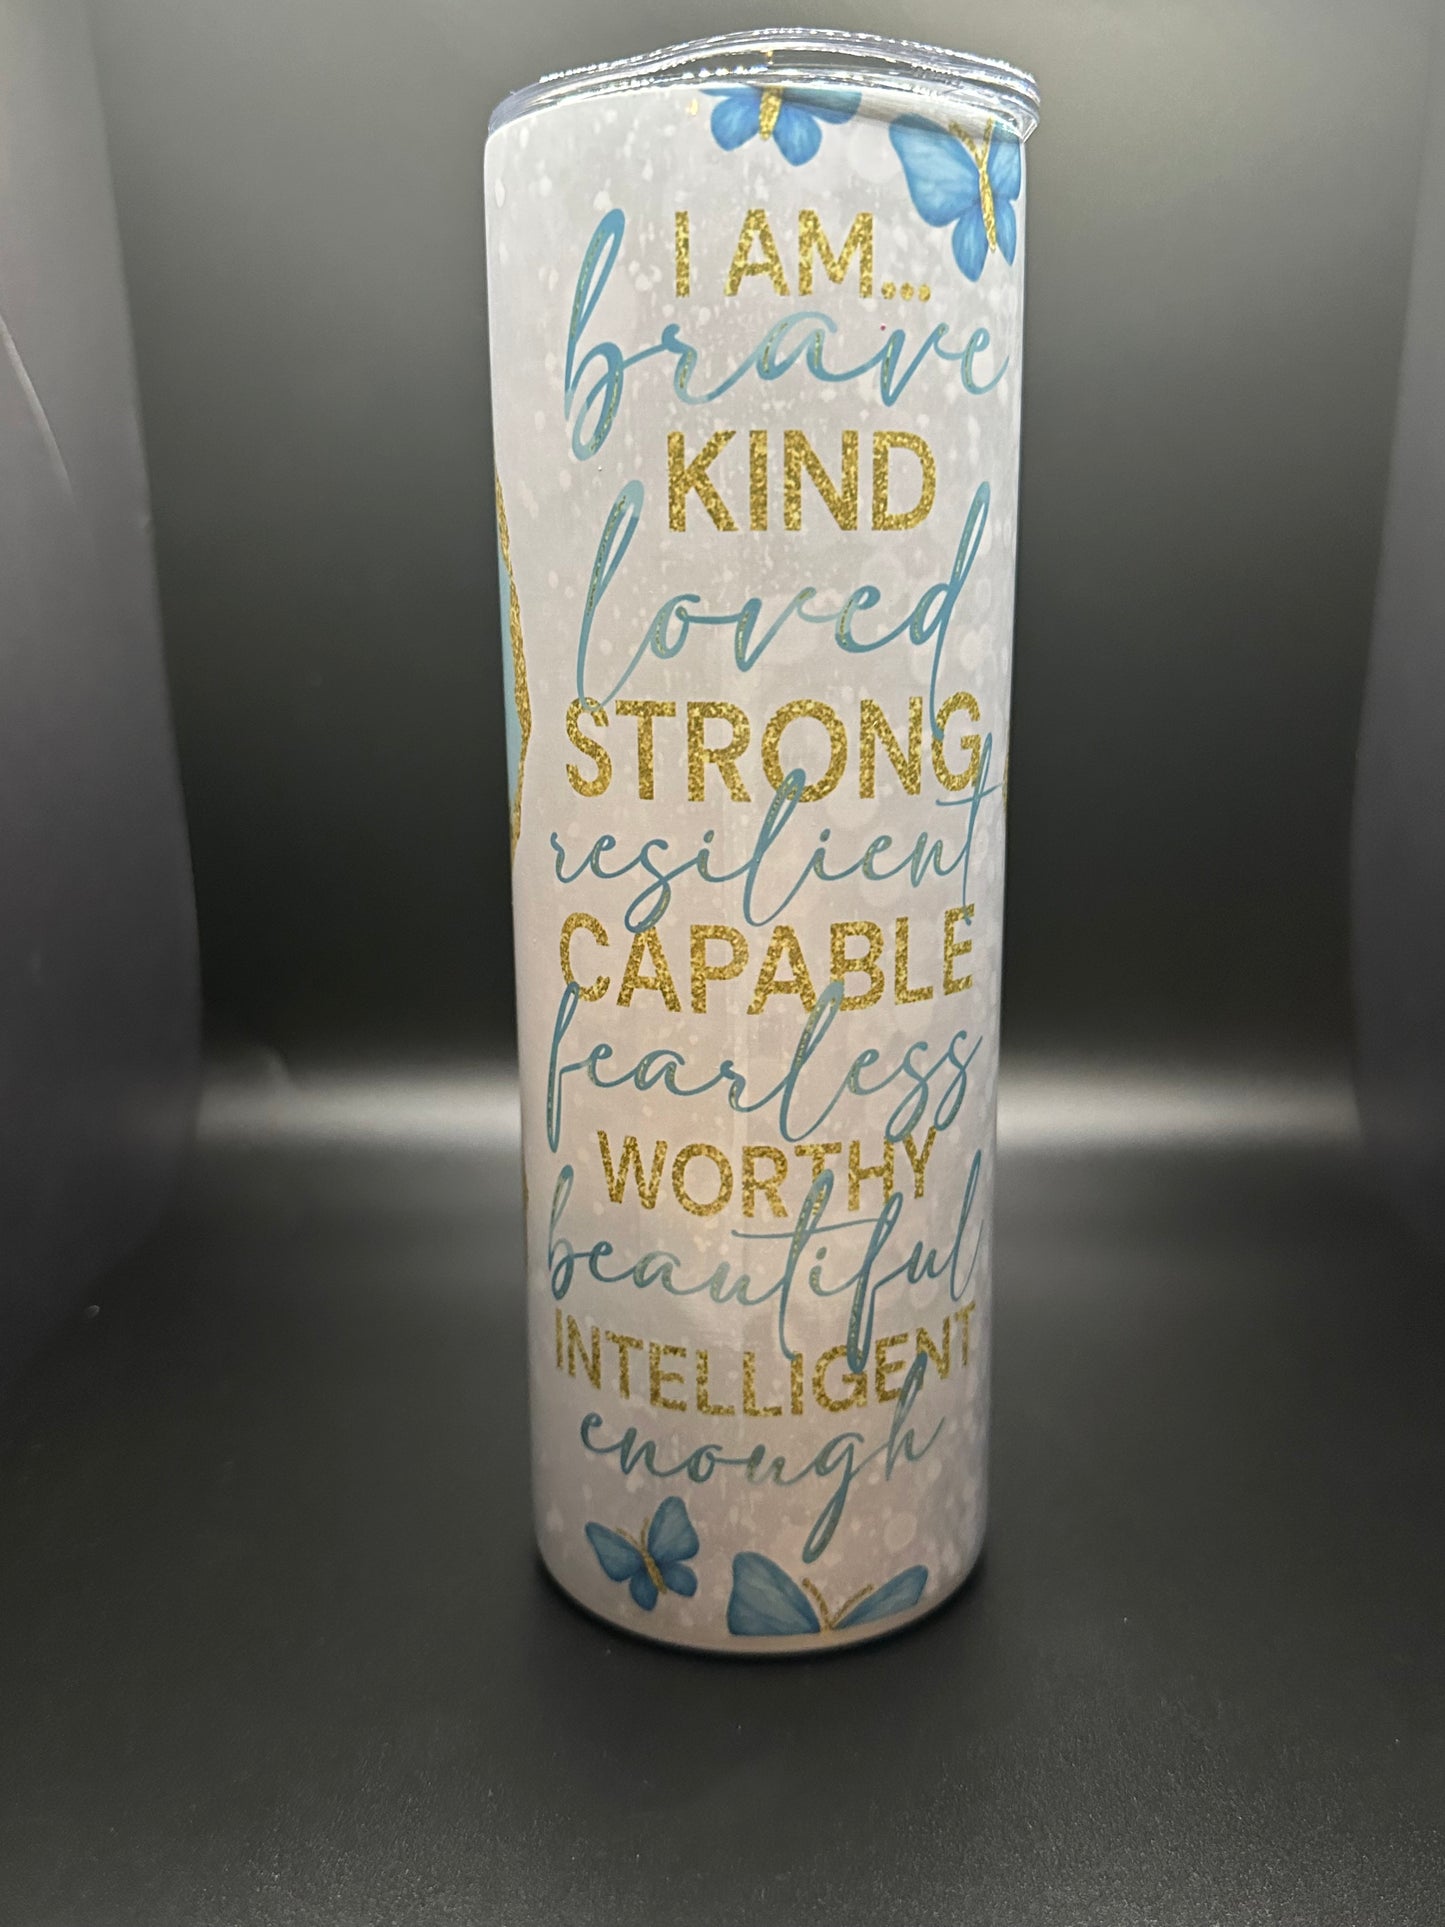 I AM...
brave
KIND
loved
STRONG
resilient
CAPABLE
fearless
WORTHY
beautiful
INTELLIGENT
enough